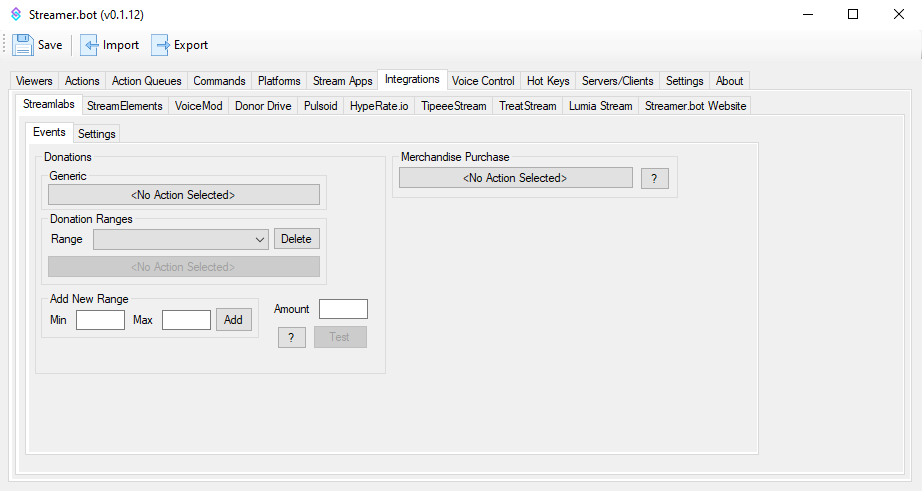 Streamer.bot (v0.1.12)
Save Import Export
Viewers Actions Action Queues Commands Platforms Stream Apps Integrations Voice Control Hot Keys Servers/Clients Settings About
Streamlabs StreamElements VoiceMod Donor Drive Pulsoid HypeRate.io TipeeeStream TreatStream Lumia Stream Streamer.bot Website
Events Settings
Donations
Generic
<No Action Selected>
Donation Ranges
Range Delete
<No Action Selected>
Add New Range
Min Max Add
Amount
? Test
Merchandise Purchase
<No Action Selected> ?